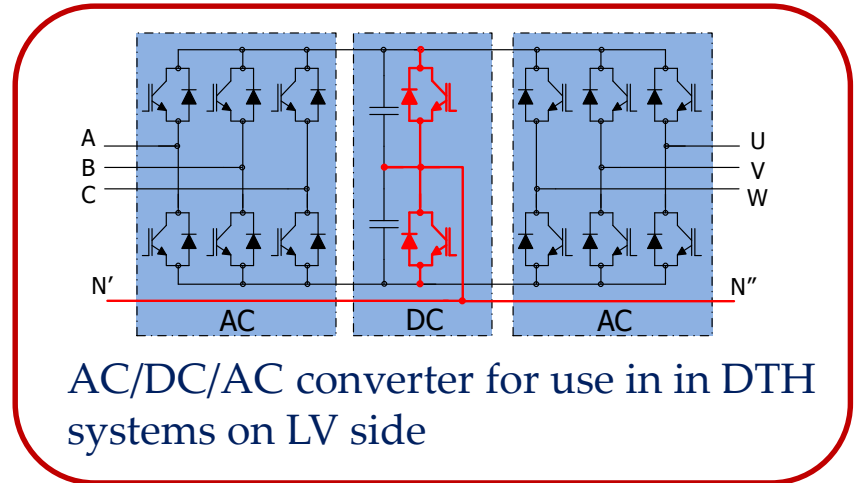 A
B
C
N′
U
V
W
N″
AC
DC
AC
AC/DC/AC converter for use in in DTH
systems on LV side